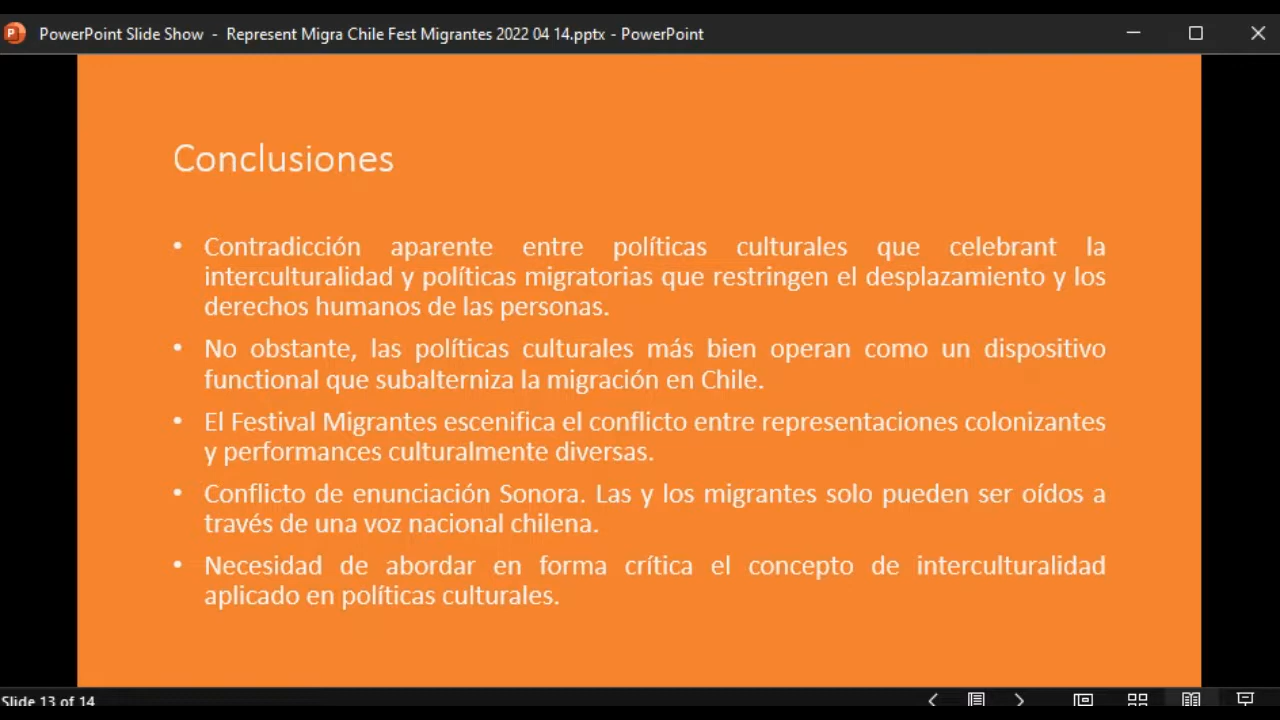 PowerPoint Slide Show - Represent Migra Chile Fest Migrantes 2022 04 14.pptx - PowerPoint
Conclusiones
• Contradicción aparente entre políticas culturales que celebrant la
interculturalidad y políticas migratorias que restringen el desplazamiento y los
derechos humanos de las personas.
• No obstante, las políticas culturales más bien operan como un dispositivo
functional que subalterniza la migración en Chile.
• El Festival Migrantes escenifica el conflicto entre representaciones colonizantes
y performances culturalmente diversas.
• Conflicto de enunciación Sonora. Las y los migrantes solo pueden ser oídos a
través de una voz nacional chilena.
• Necesidad de abordar en forma crítica el concepto de interculturalidad
aplicado en políticas culturales.
Slide 13 of 14